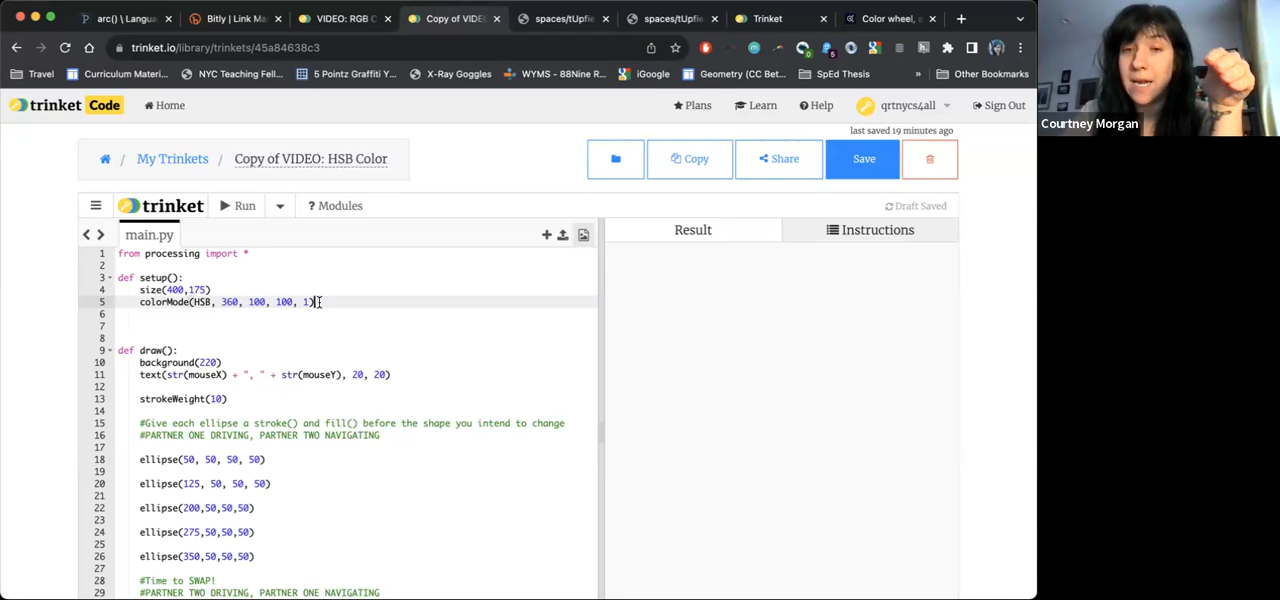 arc() \ Langua
Bitly | Link Ma
VIDEO: RGB C
Copy of VIDEO
spaces/tUpfie
spaces/tUpfie
Trinket
Color wheel, a
trinket.io/library/trinkets/45a84638c3
Travel
Curriculum Materi...
NYC Teaching Fell...
5 Pointz Graffiti Y...
X-Ray Goggles
WYMS - 88Nine R...
iGoogle
Geometry (CC Bet...
SpEd Thesis
»
Other Bookmarks
trinket Code
Home
Plans
Learn
? Help
qrtnycs4all
Sign Out
last saved 19 minutes ago
/ My Trinkets / Copy of VIDEO: HSB Color
Copy
Share
Save
trinket
Run
? Modules
Draft Saved
main.py
Result
Instructions
1 from processing import *
2
3 def setup():
4 size(400,175)
5 colorMode(HSB, 360, 100, 100, 1)
6
7
8
9 def draw():
10 background(220)
11 text(str(mouseX) + ", " + str(mouseY), 20, 20)
12
13 strokeWeight(10)
14
15 #Give each ellipse a stroke() and fill() before the shape you intend to change
16 #PARTNER ONE DRIVING, PARTNER TWO NAVIGATING
17
18 ellipse(50, 50, 50, 50)
19
20 ellipse(125, 50, 50, 50)
21
22 ellipse(200,50,50,50)
23
24 ellipse(275,50,50,50)
25
26 ellipse(350,50,50,50)
27
28 #Time to SWAP!
29 #PARTNER TWO DRIVING, PARTNER ONE NAVIGATING
Courtney Morgan